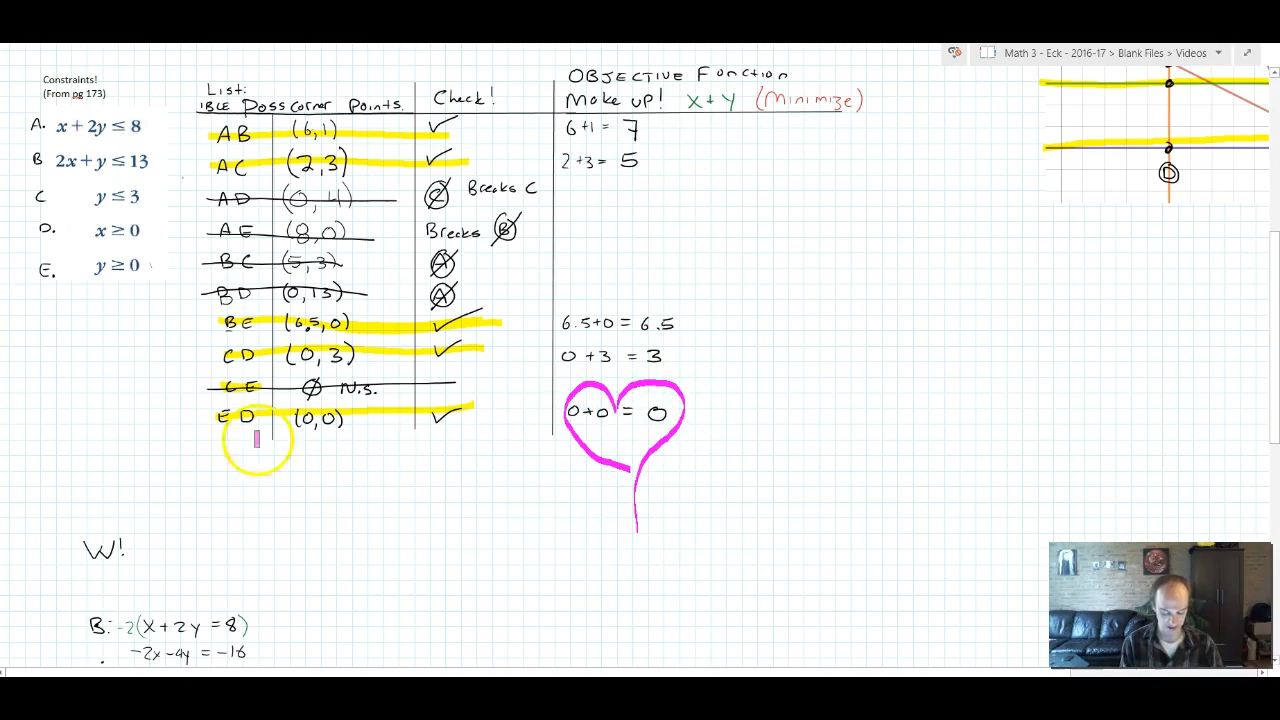 Math 3 - Eck - 2016-17 > Blank Files > Videos
Constraints!
(From pg 173)
A. x + 2y ≤ 8
B 2x + y ≤ 13
C y ≤ 3
D. x ≥ 0
E. y ≥ 0
List:
IBLE Poss corner Points. Check!
OBJECTIVE Function
Make up! x + y (Minimize)
AB (6,1) ✓ 6+1 = 7
AC (2,3) ✓ 2+3 = 5
AD (0,4) C Breaks C
AE (8,0) Breaks B
BC (5,3) A
BD (0,13) A
BE (6.5,0) ✓ 6.5+0 = 6.5
CD (0,3) ✓ 0+3 = 3
CE ∅ N.s.
ED (0,0) ✓ 0+0 = 0
D
W!
B: -2(x+2y = 8)
-2x-4y = -16